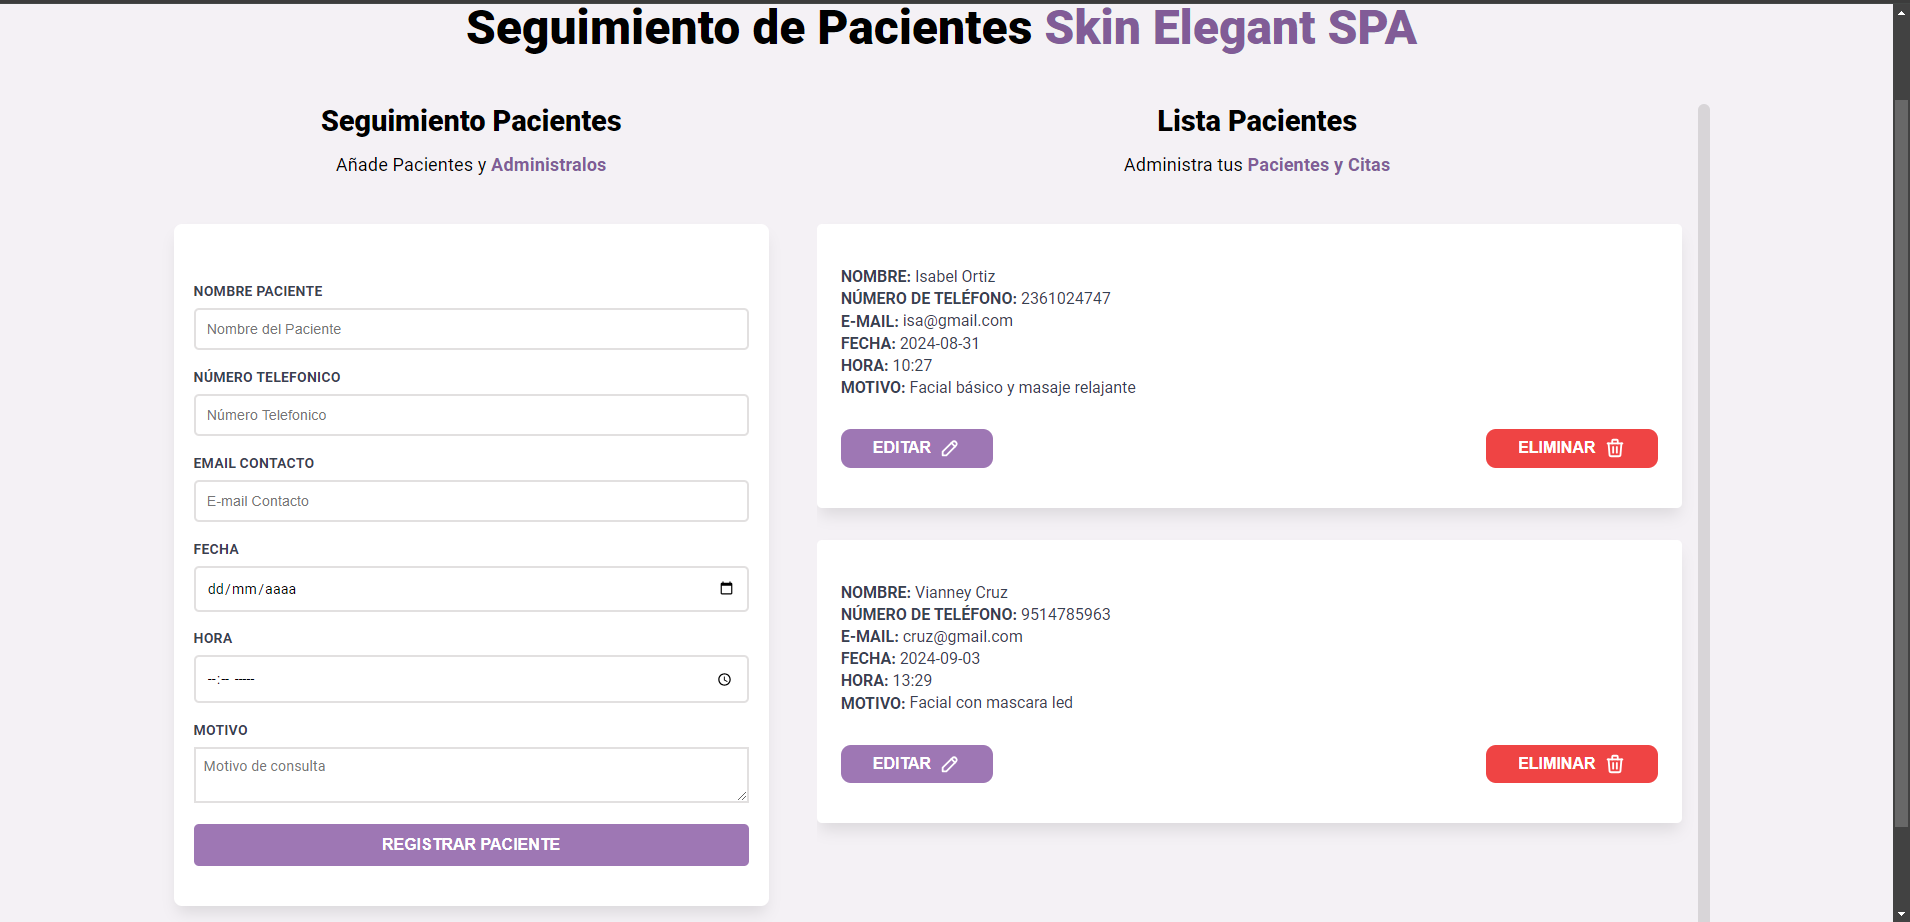 Seguimiento de Pacientes Skin Elegant SPA
Seguimiento Pacientes
Añade Pacientes y Administralos
NOMBRE PACIENTE
Nombre del Paciente
NÚMERO TELEFONICO
Número Telefonico
EMAIL CONTACTO
E-mail Contacto
FECHA
dd/mm/aaaa
HORA
--:-- -----
MOTIVO
Motivo de consulta
REGISTRAR PACIENTE
Lista Pacientes
Administra tus Pacientes y Citas
NOMBRE: Isabel Ortiz
NÚMERO DE TELÉFONO: 2361024747
E-MAIL: isa@gmail.com
FECHA: 2024-08-31
HORA: 10:27
MOTIVO: Facial básico y masaje relajante
EDITAR
ELIMINAR
NOMBRE: Vianney Cruz
NÚMERO DE TELÉFONO: 9514785963
E-MAIL: cruz@gmail.com
FECHA: 2024-09-03
HORA: 13:29
MOTIVO: Facial con mascara led
EDITAR
ELIMINAR